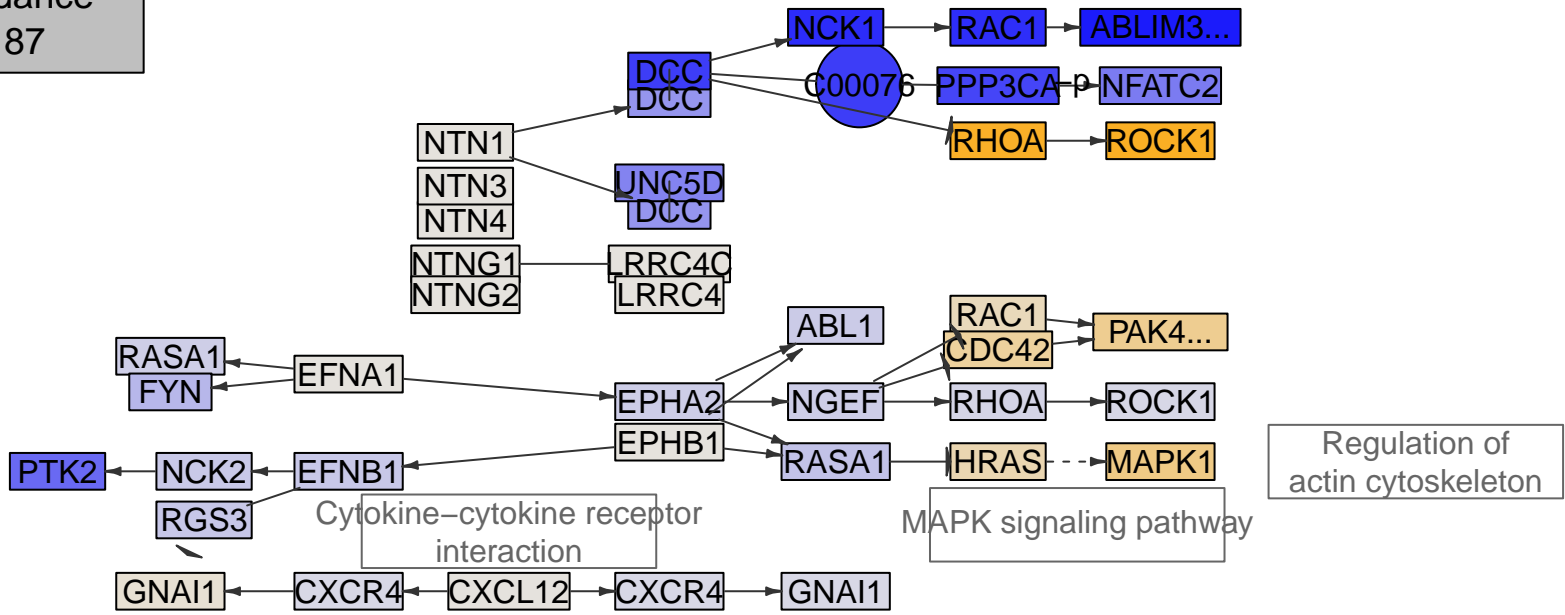 87
NCK1
RAC1
ABLIM3...
DCC
C00076
PPP3CA
-p
NFATC2
DCC
NTN1
RHOA
ROCK1
NTN3
UNC5D
NTN4
DCC
NTNG1
LRRC4C
NTNG2
LRRC4
RAC1
ABL1
PAK4...
RASA1
CDC42
EFNA1
FYN
EPHA2
NGEF
RHOA
ROCK1
EPHB1
Regulation of
actin cytoskeleton
PTK2
NCK2
EFNB1
RASA1
HRAS
MAPK1
RGS3
Cytokine−cytokine receptor
interaction
MAPK signaling pathway
GNAI1
CXCR4
CXCL12
CXCR4
GNAI1